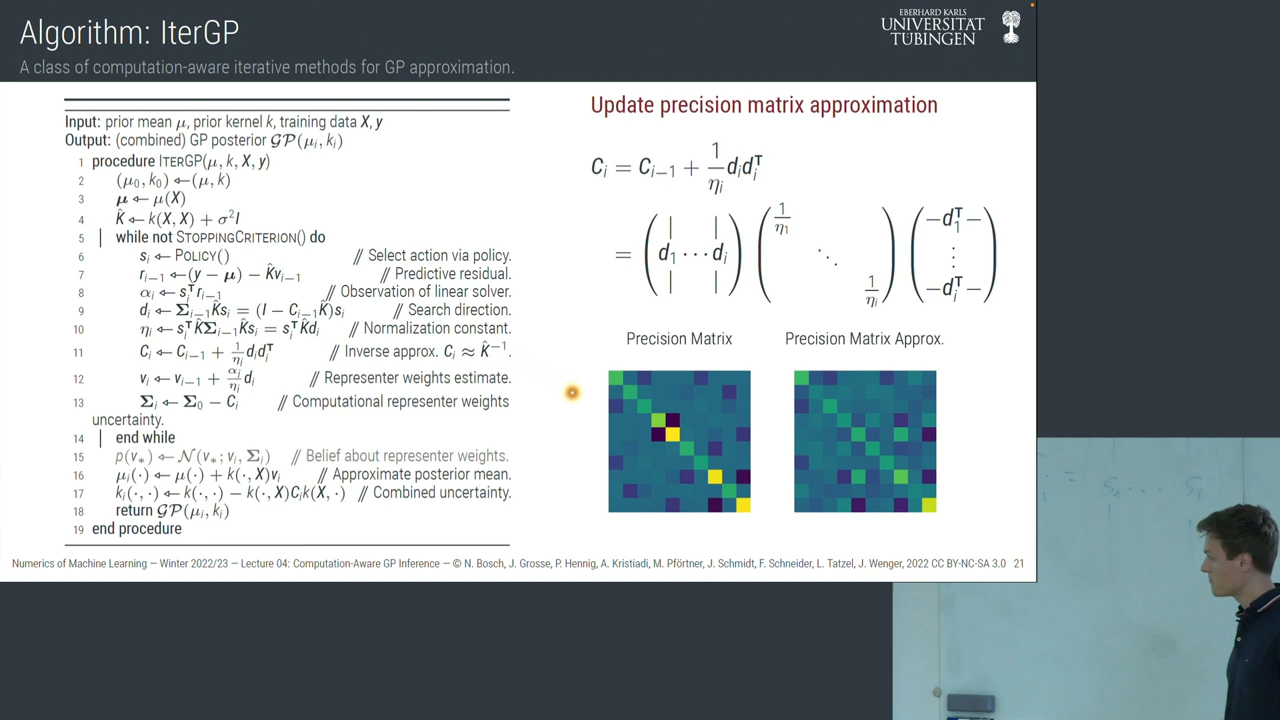 Algorithm: IterGP
A class of computation-aware iterative methods for GP approximation.
EBERHARD KARLS
UNIVERSITÄT
TÜBINGEN
Input: prior mean μ, prior kernel k, training data X, y
Output: (combined) GP posterior 𝒢𝒫(μᵢ, kᵢ)
1 procedure IterGP(μ, k, X, y)
2 (μ₀, k₀) ← (μ, k)
3 𝝁 ← μ(X)
4 K̂ ← k(X, X) + σ²I
5 while not StoppingCriterion() do
6 sᵢ ← Policy() // Select action via policy.
7 rᵢ₋₁ ← (y − 𝝁) − K̂vᵢ₋₁ // Predictive residual.
8 αᵢ ← sᵢᵀrᵢ₋₁ // Observation of linear solver.
9 dᵢ ← Σᵢ₋₁K̂sᵢ = (I − Cᵢ₋₁K̂)sᵢ // Search direction.
10 ηᵢ ← sᵢᵀK̂Σᵢ₋₁K̂sᵢ = sᵢᵀK̂dᵢ // Normalization constant.
11 Cᵢ ← Cᵢ₋₁ + 1/ηᵢ dᵢdᵢᵀ // Inverse approx. Cᵢ ≈ K̂⁻¹.
12 vᵢ ← vᵢ₋₁ + αᵢ/ηᵢ dᵢ // Representer weights estimate.
13 Σᵢ ← Σ₀ − Cᵢ // Computational representer weights
uncertainty.
14 end while
15 p(v₊) ← 𝒩(v₊; vᵢ, Σᵢ) // Belief about representer weights.
16 μᵢ(·) ← μ(·) + k(·, X)vᵢ // Approximate posterior mean.
17 kᵢ(·, ·) ← k(·, ·) − k(·, X)Cᵢk(X, ·) // Combined uncertainty.
18 return 𝒢𝒫(μᵢ, kᵢ)
19 end procedure
Update precision matrix approximation
Cᵢ = Cᵢ₋₁ + 1/ηᵢ dᵢdᵢᵀ
= ( d₁ ⋯ dᵢ ) ( 1/η₁ ⋱ 1/ηᵢ ) ( −d₁ᵀ− ⋮ −dᵢᵀ− )
Precision Matrix
Precision Matrix Approx.
Numerics of Machine Learning — Winter 2022/23 — Lecture 04: Computation-Aware GP Inference — © N. Bosch, J. Grosse, P. Hennig, A. Kristiadi, M. Pförtner, J. Schmidt, F. Schneider, L. Tatzel, J. Wenger, 2022 CC BY-NC-SA 3.0 21